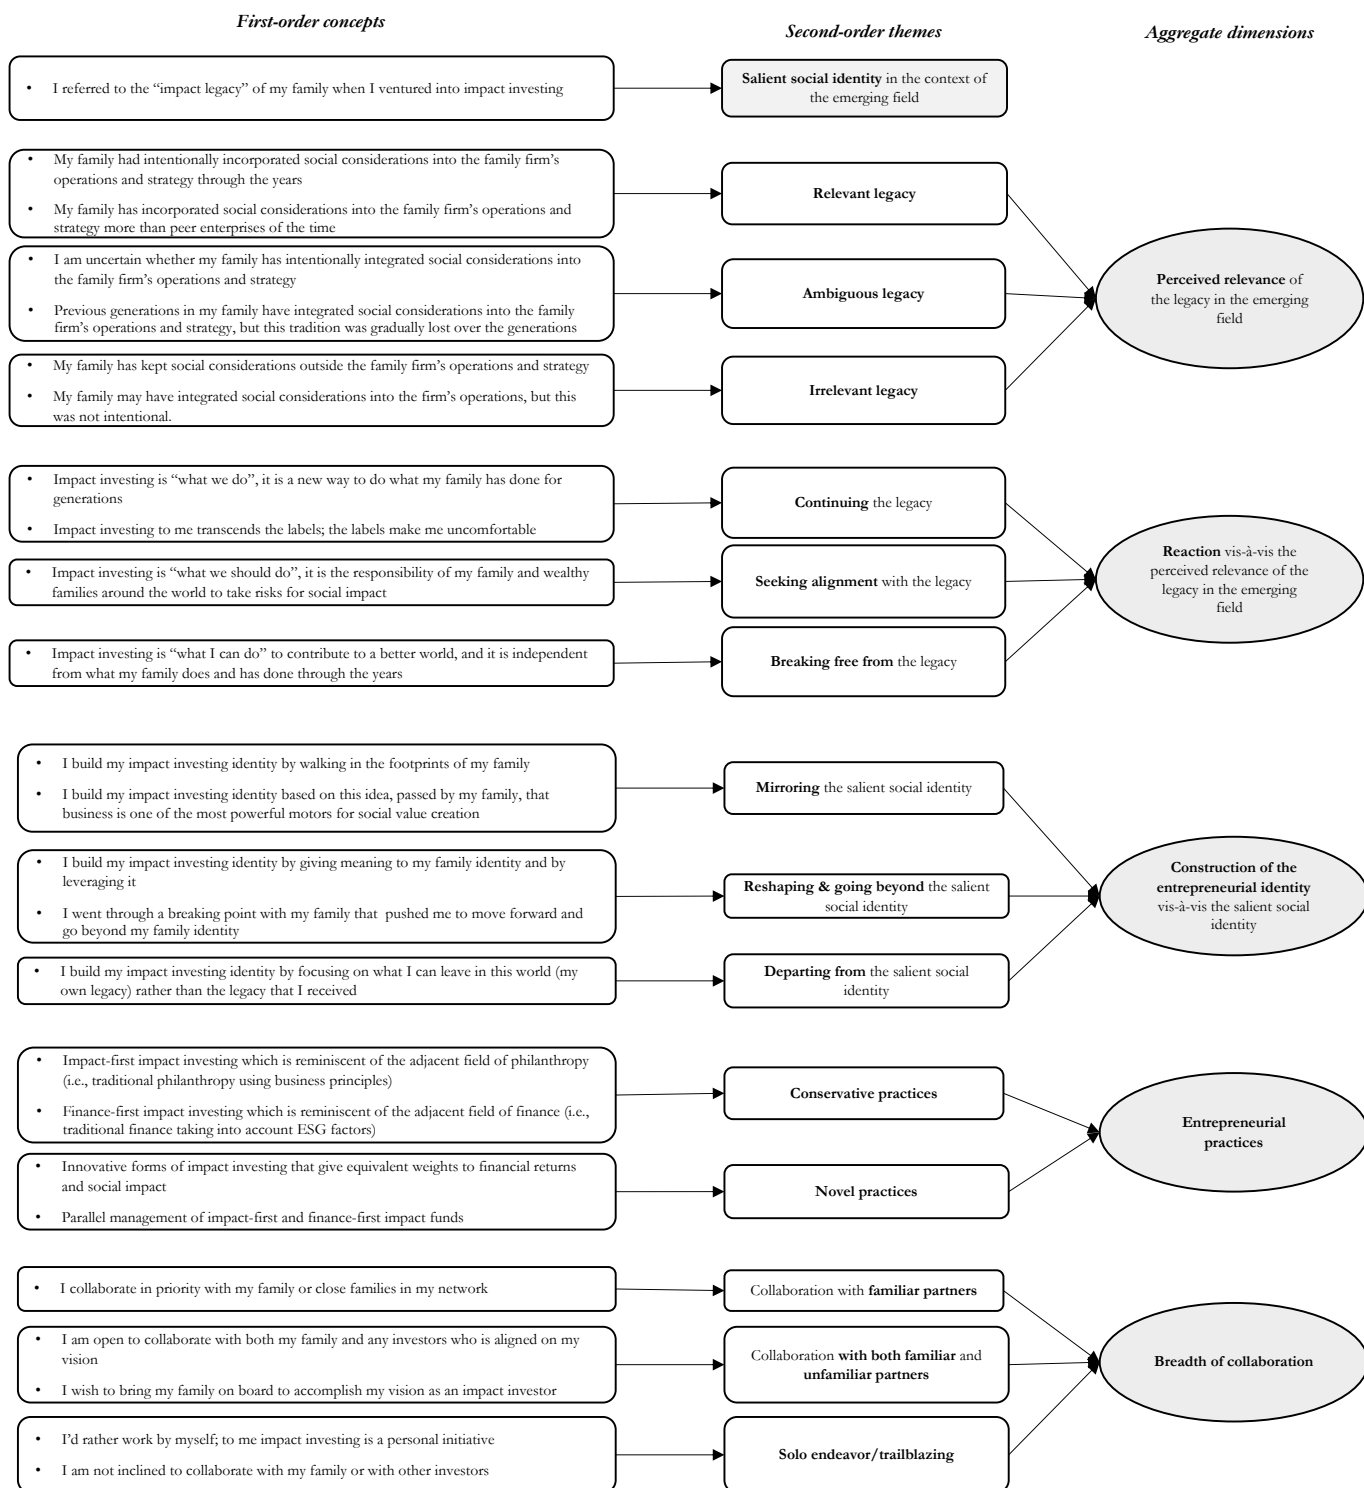 First-order concepts
Second-order themes
Aggregate dimensions
• I referred to the “impact legacy” of my family when I ventured into impact investing
Salient social identity in the context of
the emerging field
• My family had intentionally incorporated social considerations into the family firm’s
operations and strategy through the years
• My family has incorporated social considerations into the family firm’s operations and
strategy more than peer enterprises of the time
Relevant legacy
• I am uncertain whether my family has intentionally integrated social considerations into
the family firm’s operations and strategy
• Previous generations in my family have integrated social considerations into the family
firm’s operations and strategy, but this tradition was gradually lost over the generations
Ambiguous legacy
• My family has kept social considerations outside the family firm’s operations and strategy
• My family may have integrated social considerations into the firm’s operations, but this
was not intentional.
Irrelevant legacy
Perceived relevance of
the legacy in the emerging
field
• Impact investing is “what we do”, it is a new way to do what my family has done for
generations
• Impact investing to me transcends the labels; the labels make me uncomfortable
Continuing the legacy
• Impact investing is “what we should do”, it is the responsibility of my family and wealthy
families around the world to take risks for social impact
Seeking alignment with the legacy
• Impact investing is “what I can do” to contribute to a better world, and it is independent
from what my family does and has done through the years
Breaking free from the legacy
Reaction vis-à-vis the
perceived relevance of the
legacy in the emerging
field
• I build my impact investing identity by walking in the footprints of my family
• I build my impact investing identity based on this idea, passed by my family, that
business is one of the most powerful motors for social value creation
Mirroring the salient social identity
• I build my impact investing identity by giving meaning to my family identity and by
leveraging it
• I went through a breaking point with my family that pushed me to move forward and
go beyond my family identity
Reshaping & going beyond the salient
social identity
• I build my impact investing identity by focusing on what I can leave in this world (my
own legacy) rather than the legacy that I received
Departing from the salient social
identity
Construction of the
entrepreneurial identity
vis-à-vis the salient social
identity
• Impact-first impact investing which is reminiscent of the adjacent field of philanthropy
(i.e., traditional philanthropy using business principles)
• Finance-first impact investing which is reminiscent of the adjacent field of finance (i.e.,
traditional finance taking into account ESG factors)
Conservative practices
• Innovative forms of impact investing that give equivalent weights to financial returns
and social impact
• Parallel management of impact-first and finance-first impact funds
Novel practices
Entrepreneurial
practices
• I collaborate in priority with my family or close families in my network
Collaboration with familiar partners
• I am open to collaborate with both my family and any investors who is aligned on my
vision
• I wish to bring my family on board to accomplish my vision as an impact investor
Collaboration with both familiar and
unfamiliar partners
• I’d rather work by myself; to me impact investing is a personal initiative
• I am not inclined to collaborate with my family or with other investors
Solo endeavor/trailblazing
Breadth of collaboration